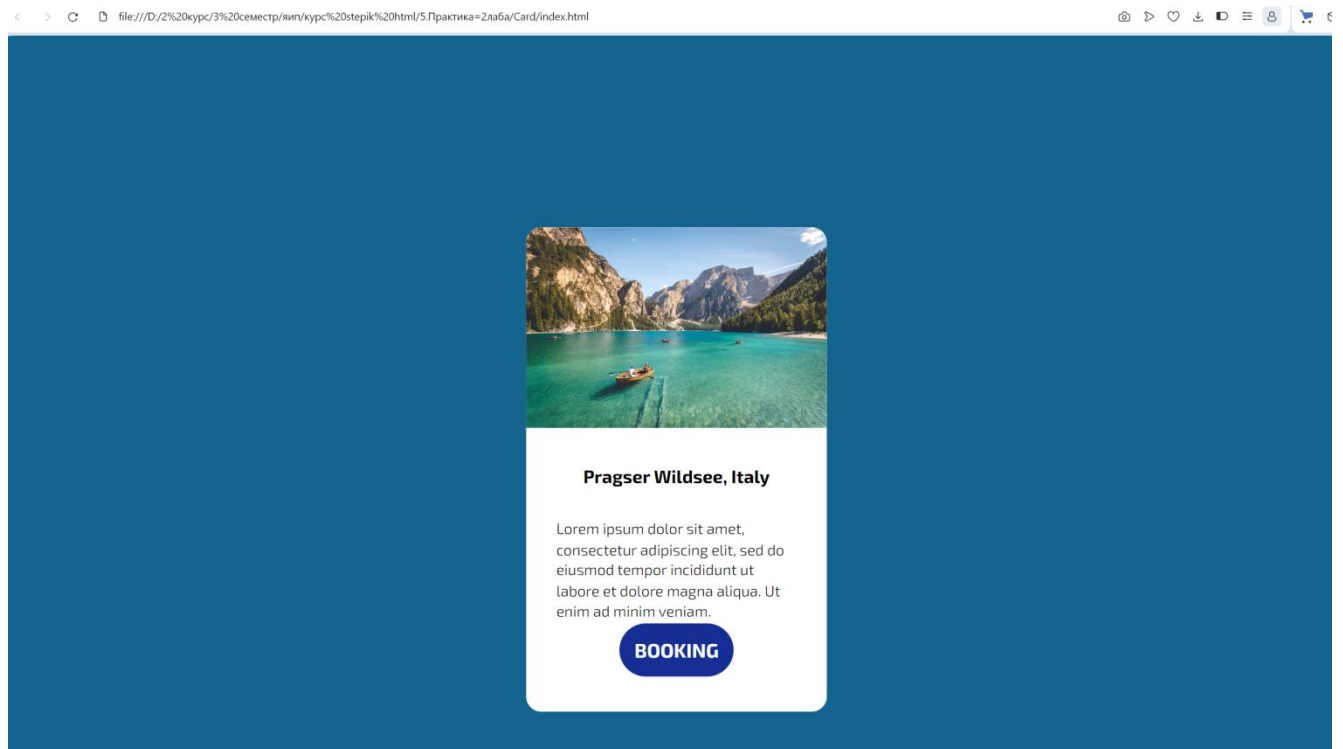 file:///D:/2%20курс/3%20семестр/яип/курс%20stepik%20html/5.Практика=2лаба/Card/index.html
Pragser Wildsee, Italy
Lorem ipsum dolor sit amet,
consectetur adipiscing elit, sed do
eiusmod tempor incididunt ut
labore et dolore magna aliqua. Ut
enim ad minim veniam.
BOOKING